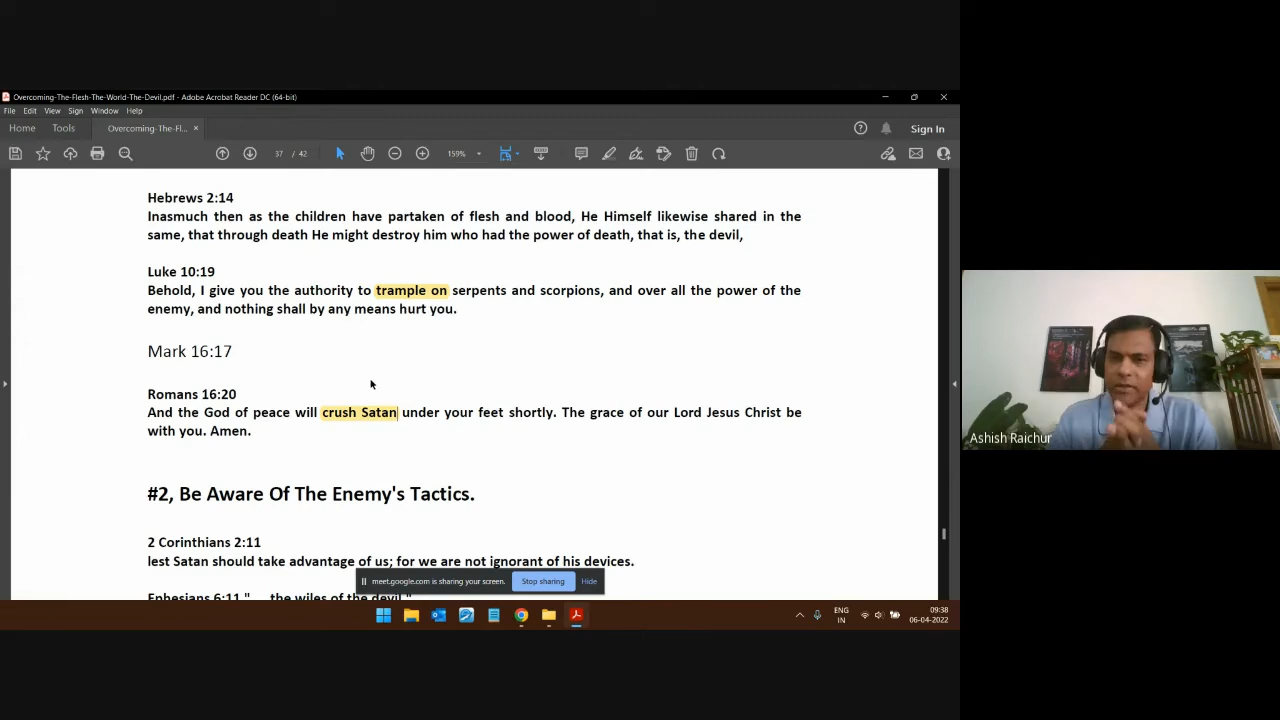 Overcoming-The-Flesh-The-World-The-Devil.pdf - Adobe Acrobat Reader DC (64-bit)
File Edit View Sign Window Help
Home Tools Overcoming-The-Fl... × Sign In
37 / 42 159%
Hebrews 2:14
Inasmuch then as the children have partaken of flesh and blood, He Himself likewise shared in the
same, that through death He might destroy him who had the power of death, that is, the devil,
Luke 10:19
Behold, I give you the authority to trample on serpents and scorpions, and over all the power of the
enemy, and nothing shall by any means hurt you.
Mark 16:17
Romans 16:20
And the God of peace will crush Satan under your feet shortly. The grace of our Lord Jesus Christ be
with you. Amen.
#2, Be Aware Of The Enemy's Tactics.
2 Corinthians 2:11
lest Satan should take advantage of us; for we are not ignorant of his devices.
meet.google.com is sharing your screen. Stop sharing Hide
Ephesians 6:11 "... the wiles of the devil."
ENG
IN
09:38
06-04-2022
Ashish Raichur